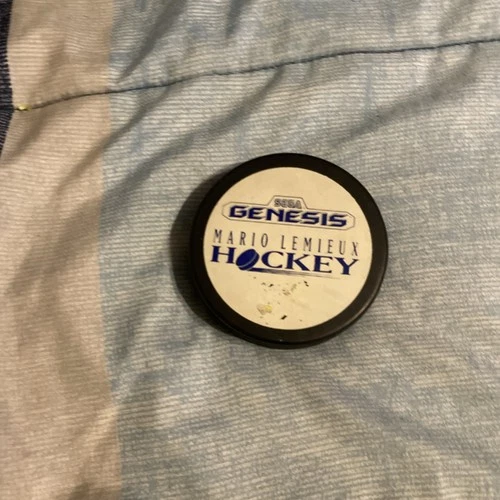 SEGA
GENESIS
MARIO LEMIEUX
HOCKEY